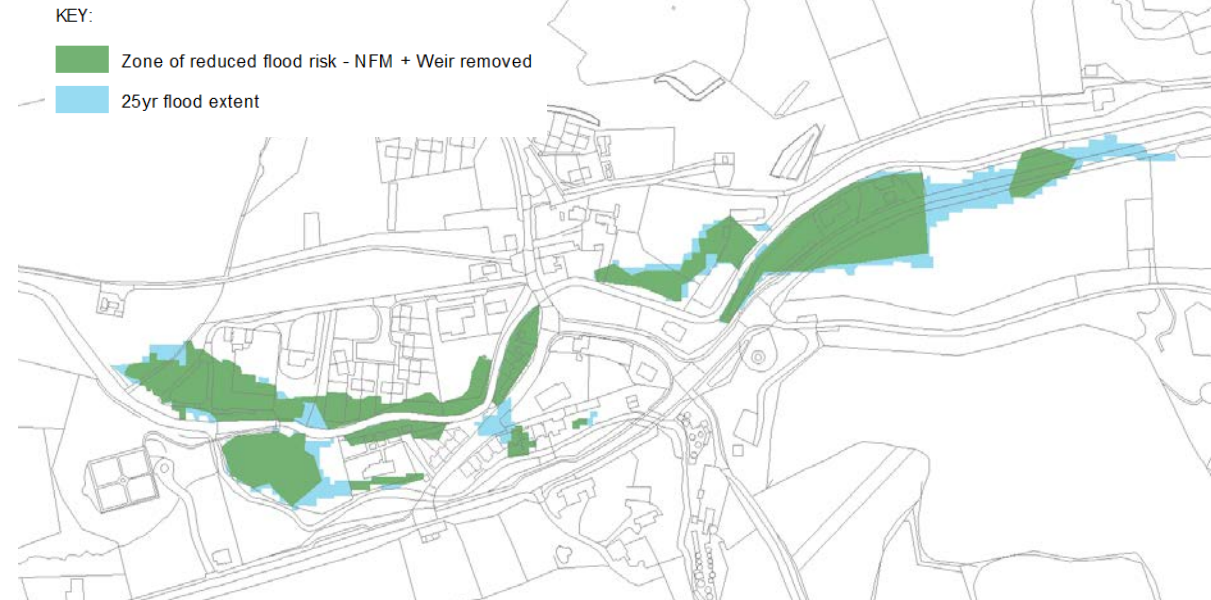 KEY:
Zone of reduced flood risk - NFM + Weir removed
25yr flood extent